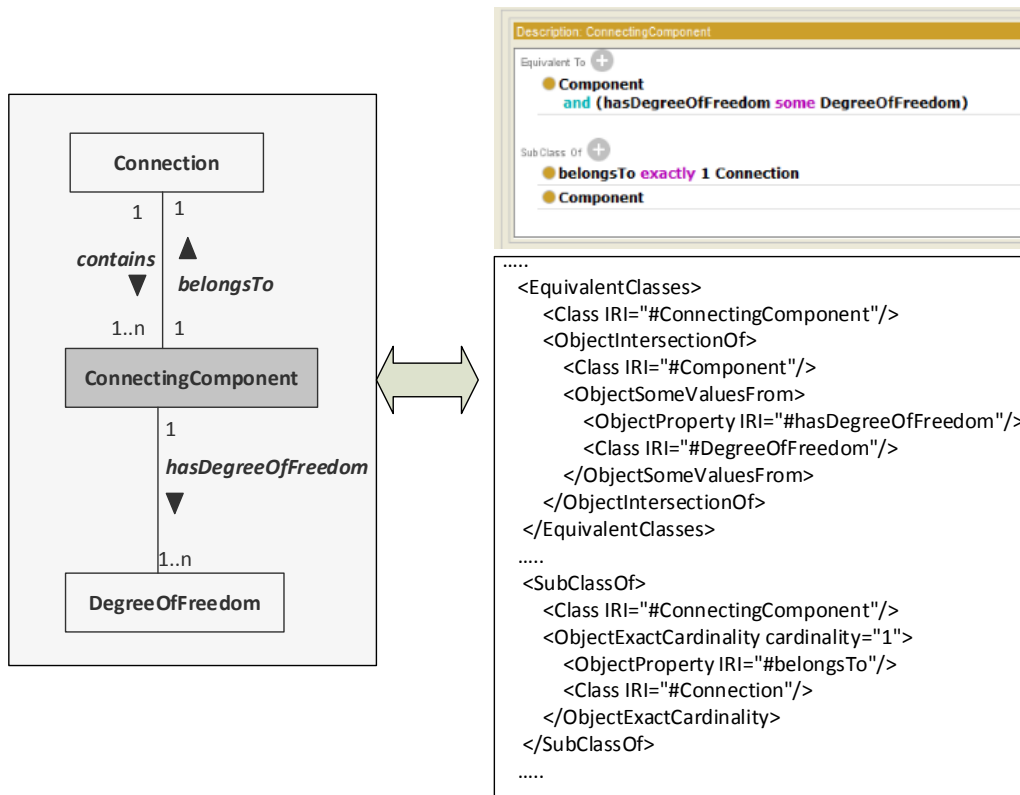 Connection
1
1
contains
belongsTo
1..n
1
ConnectingComponent
1
hasDegreeOfFreedom
1..n
DegreeOfFreedom
Description: ConnectingComponent
Equivalent To
Component
and (hasDegreeOfFreedom some DegreeOfFreedom)
SubClass Of
belongsTo exactly 1 Connection
Component
.....
<EquivalentClasses>
<Class IRI="#ConnectingComponent"/>
<ObjectIntersectionOf>
<Class IRI="#Component"/>
<ObjectSomeValuesFrom>
<ObjectProperty IRI="#hasDegreeOfFreedom"/>
<Class IRI="#DegreeOfFreedom"/>
</ObjectSomeValuesFrom>
</ObjectIntersectionOf>
</EquivalentClasses>
.....
<SubClassOf>
<Class IRI="#ConnectingComponent"/>
<ObjectExactCardinality cardinality="1">
<ObjectProperty IRI="#belongsTo"/>
<Class IRI="#Connection"/>
</ObjectExactCardinality>
</SubClassOf>
.....